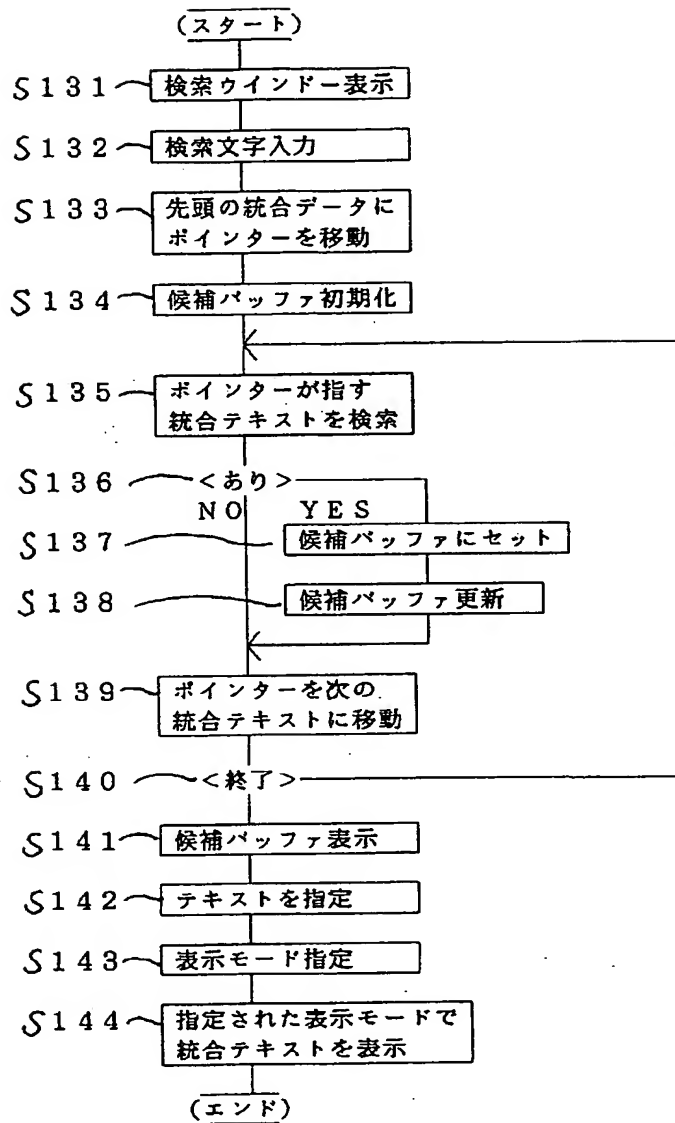 (スタート)
S131 検索ウインドー表示
S132 検索文字入力
S133 先頭の統合データに
ポインターを移動
S134 候補バッファ初期化
S135 ポインターが指す
統合テキストを検索
S136 <あり>
NO YES
S137 候補バッファにセット
S138 候補バッファ更新
S139 ポインターを次の
統合テキストに移動
S140 <終了>
S141 候補バッファ表示
S142 テキストを指定
S143 表示モード指定
S144 指定された表示モードで
統合テキストを表示
(エンド)